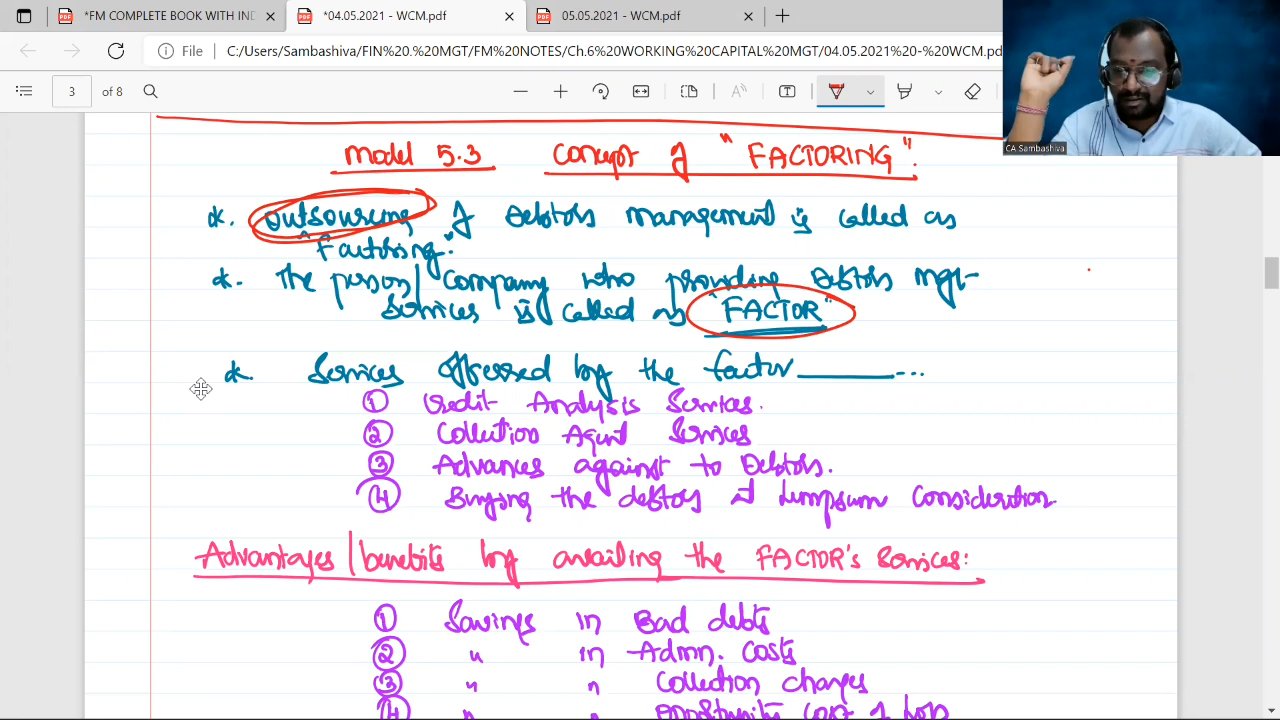 *FM COMPLETE BOOK WITH IND
*04.05.2021 - WCM.pdf
05.05.2021 - WCM.pdf
File
C:/Users/Sambashiva/FIN%20.%20MGT/FM%20NOTES/Ch.6%20WORKING%20CAPITAL%20MGT/04.05.2021%20-%20WCM.pd
3 of 8
CA Sambashiva
Model 5.3 Concept of "FACTORING".
*. Outsourcing of Debtors management is called as
"Factoring".
*. The person/Company who providing Debtors mgt-
Services is called as "FACTOR"
*. Services offered by the factor ...
① Credit Analysis Services.
② Collection Agent Services
③ Advances against to Debtors.
④ Buying the debtors at lumpsum Consideration.
Advantages/benefits by availing the FACTOR's Services:
① Savings in Bad debts
② " in Admn. Costs
③ " " Collection charges
④ " " opportunity cost of